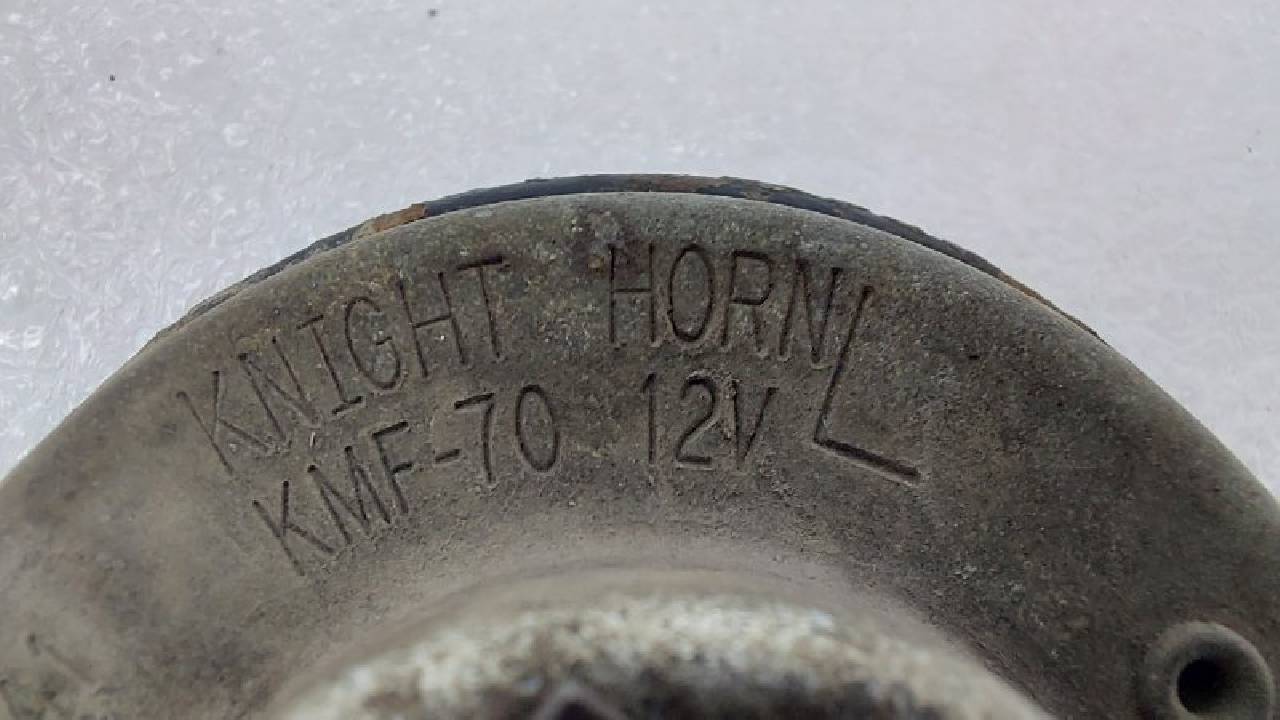 KNIGHT HORN L
KMF-70 12V